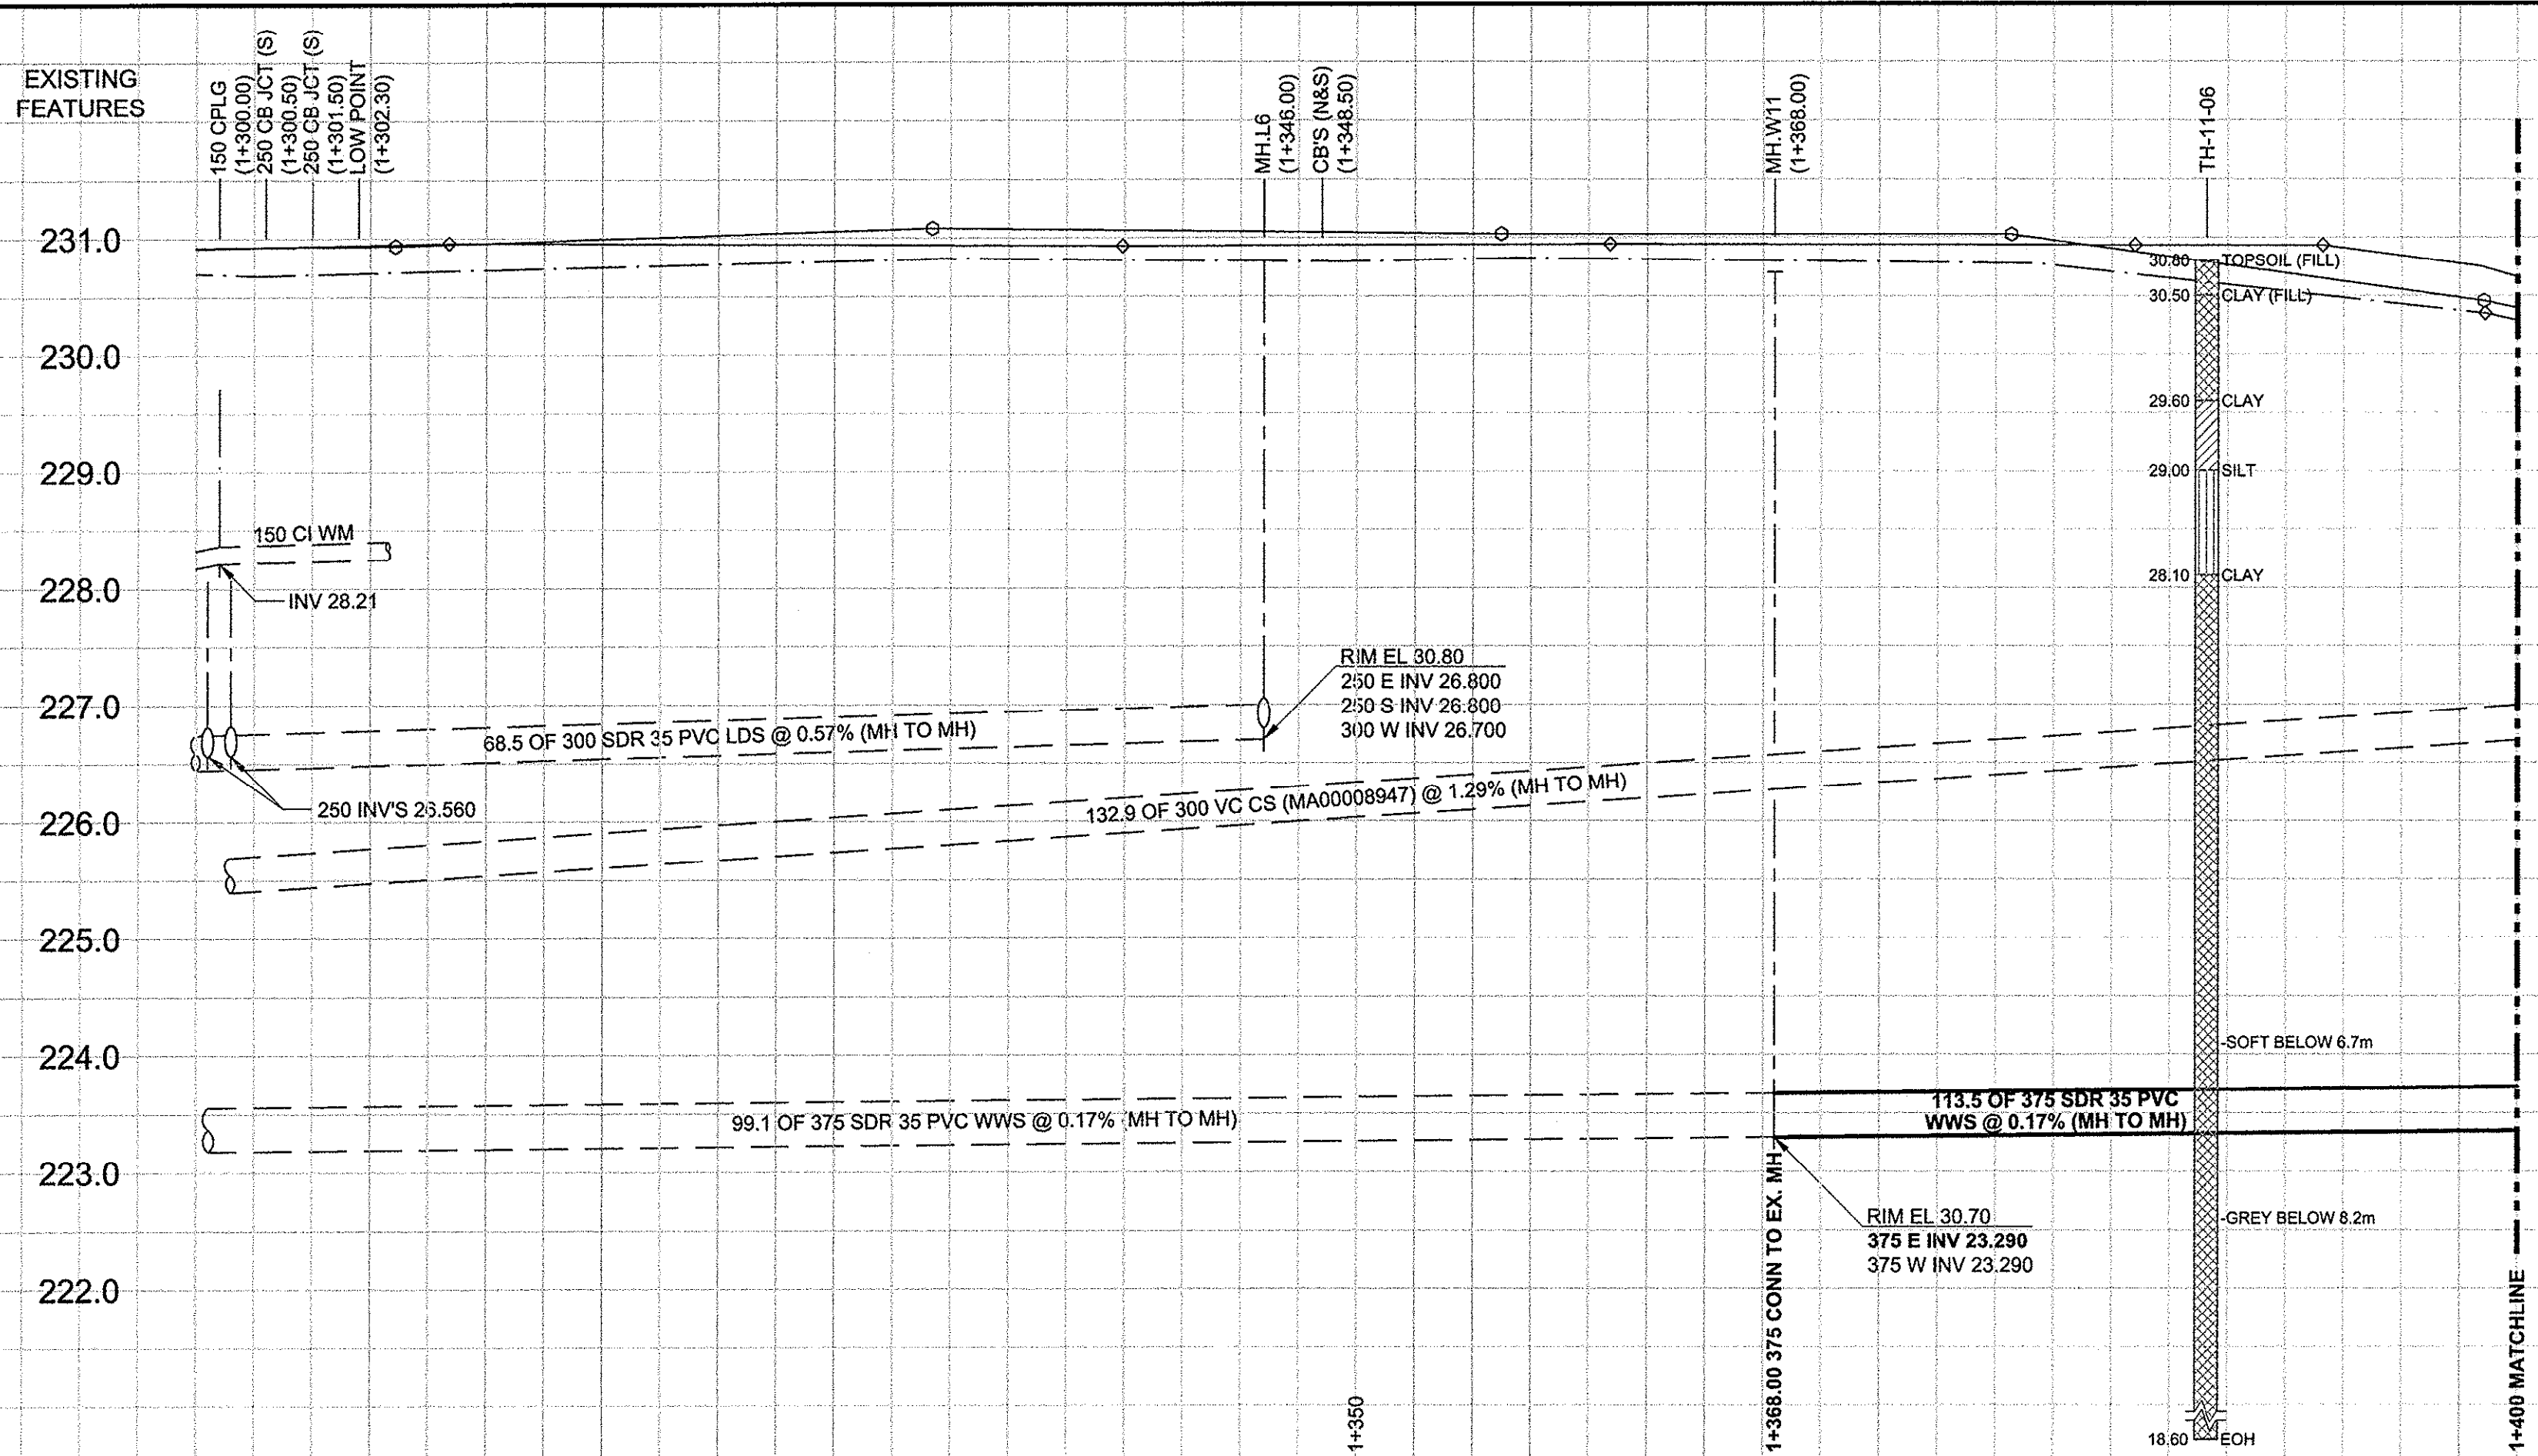 EXISTING
FEATURES
150 CPLG
(1+300.00)
250 CB JCT (S)
(1+300.50)
250 CB JCT (S)
(1+301.50)
LOW POINT
(1+302.30)
MH.L6
(1+346.00)
CB'S (N&S)
(1+348.50)
MH.W11
(1+368.00)
TH-11-06
231.0
230.0
229.0
228.0
227.0
226.0
225.0
224.0
223.0
222.0
30.80 TOPSOIL (FILL)
30.50 CLAY (FILL)
29.60 CLAY
29.00 SILT
28.10 CLAY
150 CI WM
INV 28.21
RIM EL 30.80
250 E INV 26.800
250 S INV 26.800
300 W INV 26.700
68.5 OF 300 SDR 35 PVC LDS @ 0.57% (MH TO MH)
250 INV'S 26.560
132.9 OF 300 VC CS (MA00008947) @ 1.29% (MH TO MH)
-SOFT BELOW 6.7m
99.1 OF 375 SDR 35 PVC WWS @ 0.17% (MH TO MH)
113.5 OF 375 SDR 35 PVC
WWS @ 0.17% (MH TO MH)
RIM EL 30.70
375 E INV 23.290
375 W INV 23.290
-GREY BELOW 8.2m
1+350
1+368.00 375 CONN TO EX. MH
18.60 EOH
1+400 MATCHLINE